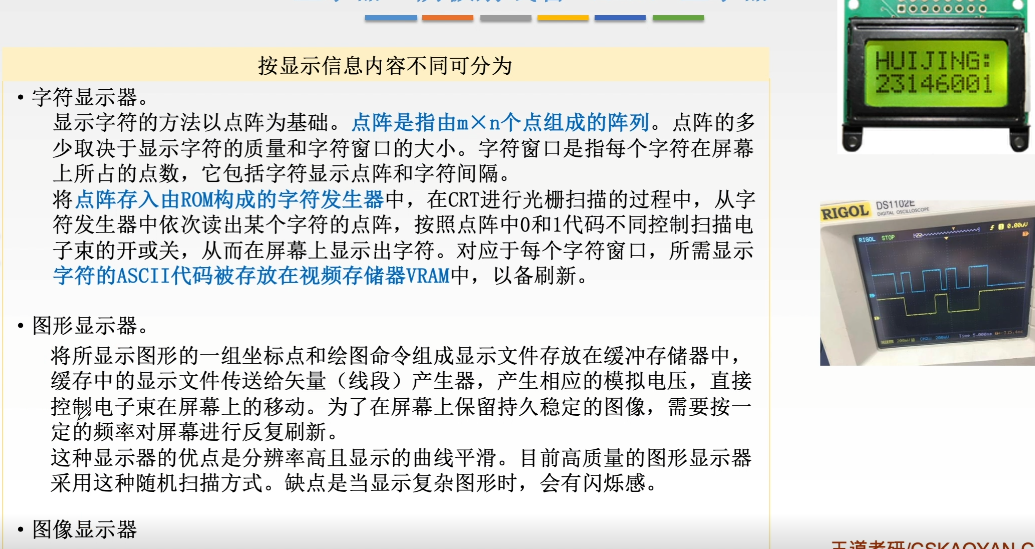 按显示信息内容不同可分为
• 字符显示器。
显示字符的方法以点阵为基础。点阵是指由m×n个点组成的阵列。点阵的多
少取决于显示字符的质量和字符窗口的大小。字符窗口是指每个字符在屏幕
上所占的点数，它包括字符显示点阵和字符间隔。
将点阵存入由ROM构成的字符发生器中，在CRT进行光栅扫描的过程中，从字
符发生器中依次读出某个字符的点阵，按照点阵中0和1代码不同控制扫描电
子束的开或关，从而在屏幕上显示出字符。对应于每个字符窗口，所需显示
字符的ASCII代码被存放在视频存储器VRAM中，以备刷新。
• 图形显示器。
将所显示图形的一组坐标点和绘图命令组成显示文件存放在缓冲存储器中，
缓存中的显示文件传送给矢量（线段）产生器，产生相应的模拟电压，直接
控制电子束在屏幕上的移动。为了在屏幕上保留持久稳定的图像，需要按一
定的频率对屏幕进行反复刷新。
这种显示器的优点是分辨率高且显示的曲线平滑。目前高质量的图形显示器
采用这种随机扫描方式。缺点是当显示复杂图形时，会有闪烁感。
• 图像显示器
HUIJING:
23146001
RIGOL DS1102E
DIGITAL OSCILLOSCOPE
RIGOL STOP
0.00uV
王道考研/CSKAOYAN.C